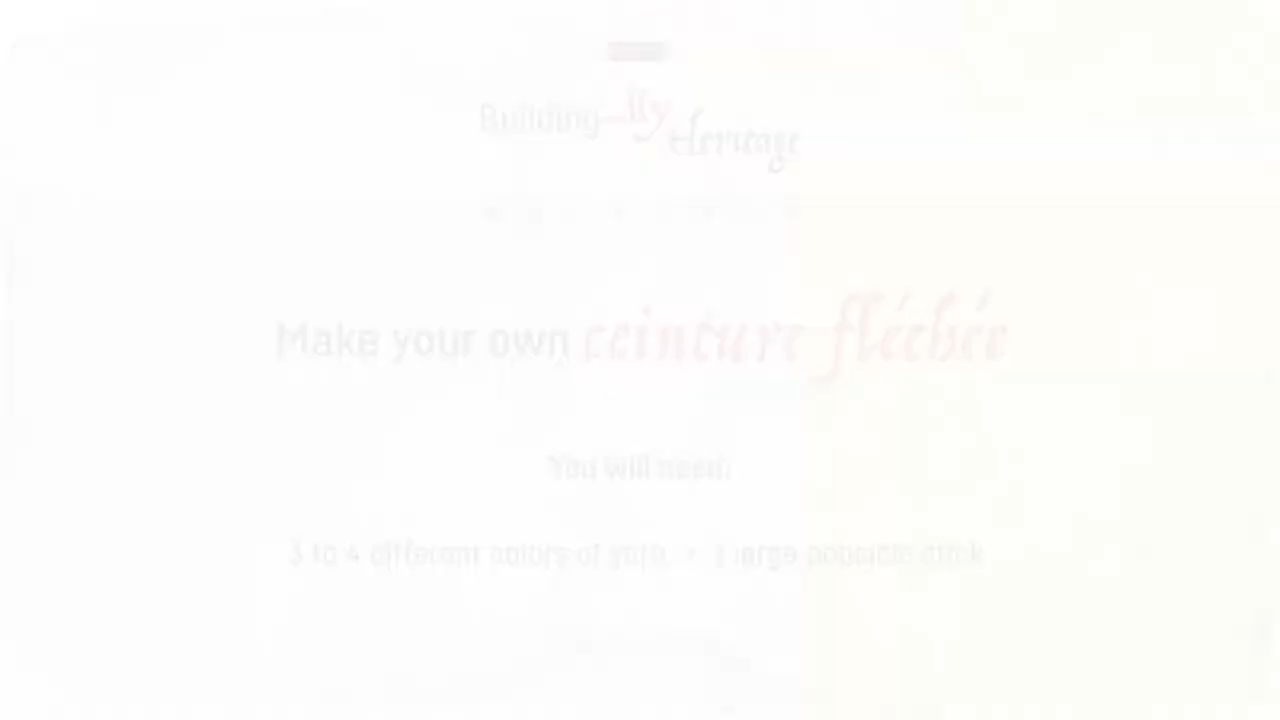 Building My Heritage
Make your own ceinture fléchée
You will need:
3 to 4 different colors of yarn + 1 large popsicle stick